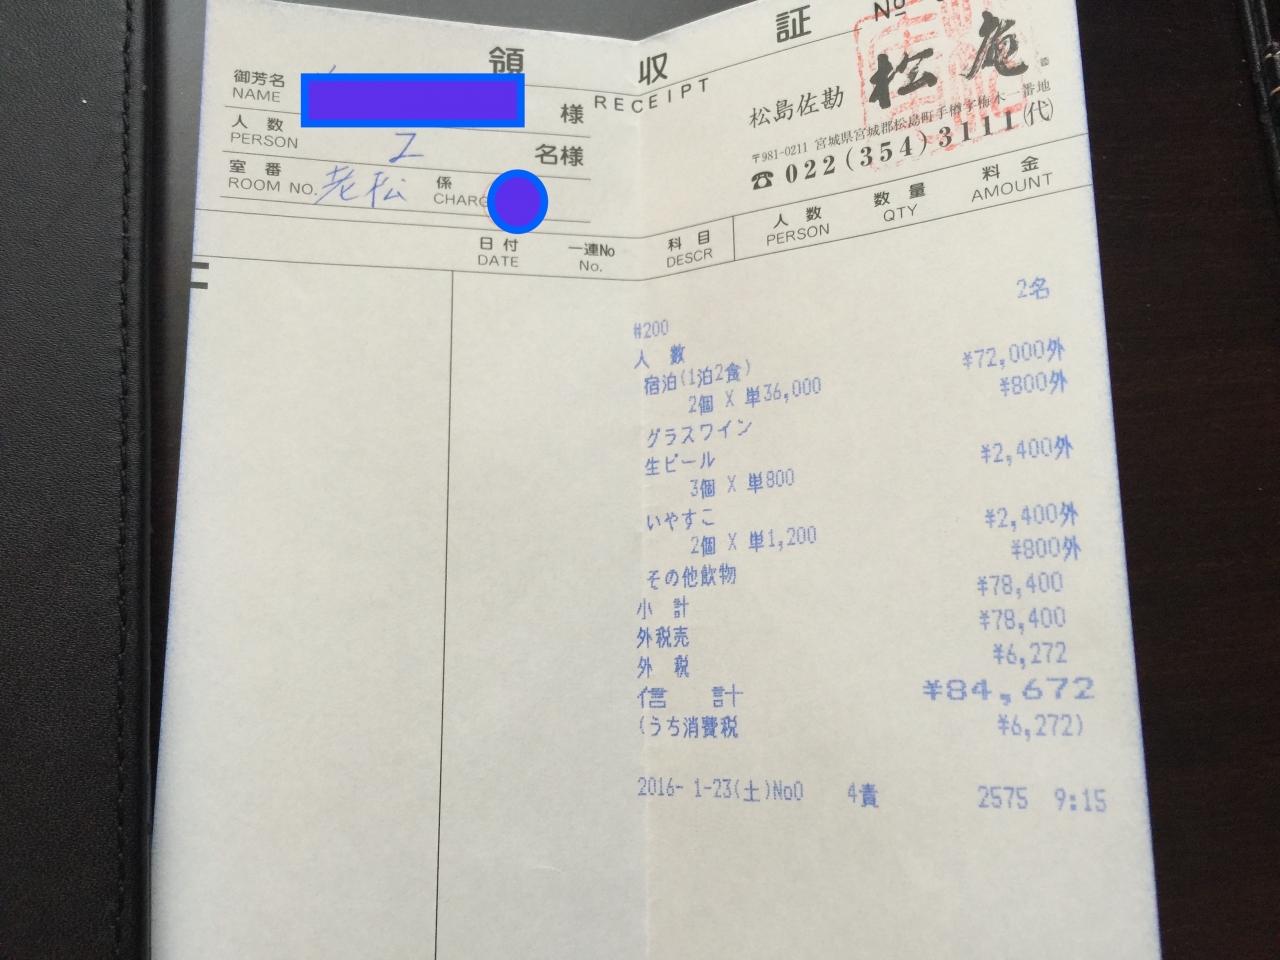 領 収 証 No
RECEIPT
御芳名
NAME
様
人 数
PERSON
2
名様
室 番
ROOM NO.
老松
係
CHARG
松島佐勘 松庵
〒981-0211 宮城県宮城郡松島町手樽字梅木一番地
☎022(354)3111(代)
日付
DATE
一連No
No.
科目
DESCR
人 数
PERSON
数量
QTY
料金
AMOUNT
#200
人 数 2名
宿泊(1泊2食) ¥72,000外
2個 X 単36,000
グラスワイン ¥800外
生ビール ¥2,400外
3個 X 単800
いやすこ ¥2,400外
2個 X 単1,200
その他飲物 ¥800外
小 計 ¥78,400
外税売 ¥78,400
外 税 ¥6,272
信 計 ¥84,672
(うち消費税 ¥6,272)
2016- 1-23(土)No0 4責 2575 9:15